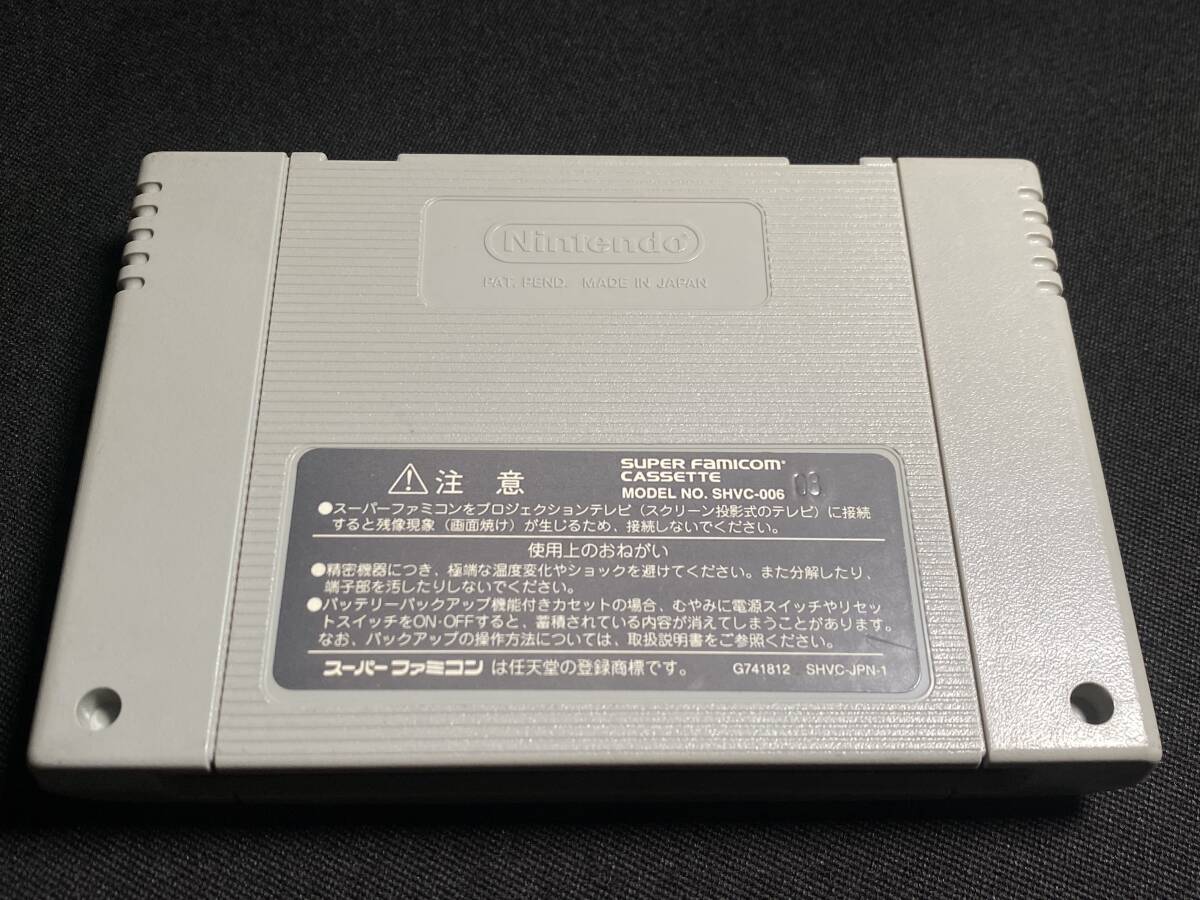 Nintendo®
PAT. PEND. MADE IN JAPAN
⚠注意
SUPER FAMICOM®
CASSETTE
MODEL NO. SHVC-006 03
●スーパーファミコンをプロジェクションテレビ（スクリーン投影式のテレビ）に接続
すると残像現象（画面焼け）が生じるため、接続しないでください。
使用上のおねがい
●精密機器につき、極端な温度変化やショックを避けてください。また分解したり、
端子部を汚したりしないでください。
●バッテリーバックアップ機能付きカセットの場合、むやみに電源スイッチやリセッ
トスイッチをON・OFFすると、蓄積されている内容が消えてしまうことがあります。
なお、バックアップの操作方法については、取扱説明書をご参照ください。
スーパーファミコンは任天堂の登録商標です。 G741812 SHVC-JPN-1